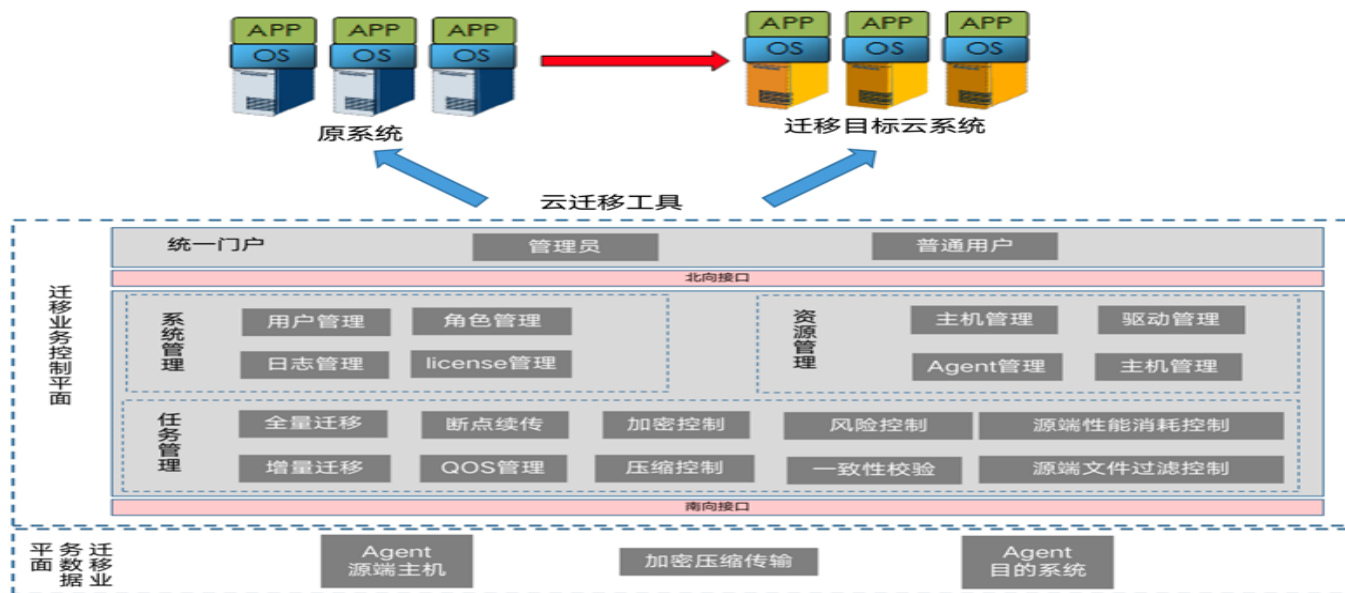 APP APP APP
OS OS OS
APP APP APP
OS OS OS
原系统
迁移目标云系统
云迁移工具
迁移业务控制平面
统一门户
管理员
普通用户
北向接口
系统管理
用户管理
角色管理
日志管理
license管理
资源管理
主机管理
驱动管理
Agent管理
主机管理
任务管理
全量迁移
断点续传
加密控制
风险控制
源端性能消耗控制
增量迁移
QOS管理
压缩控制
一致性校验
源端文件过滤控制
南向接口
迁移业务数据平面
Agent
源端主机
加密压缩传输
Agent
目的系统